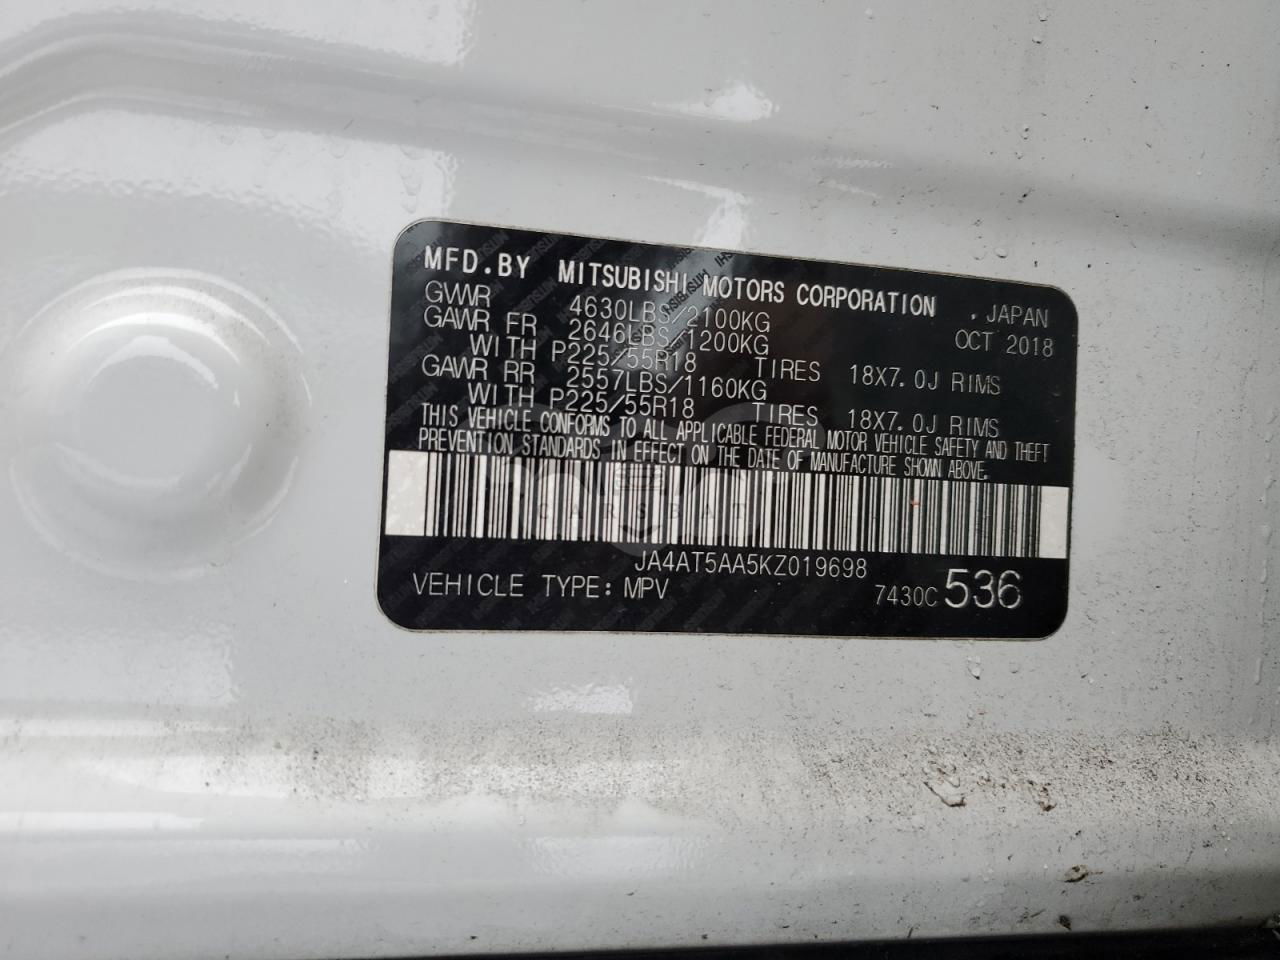 MFD.BY MITSUBISHI MOTORS CORPORATION . JAPAN
GVWR 4630LBS/2100KG OCT 2018
GAWR FR 2646LBS/1200KG
WITH P225/55R18 TIRES 18X7.0J RIMS
GAWR RR 2557LBS/1160KG
WITH P225/55R18 TIRES 18X7.0J RIMS
THIS VEHICLE CONFORMS TO ALL APPLICABLE FEDERAL MOTOR VEHICLE SAFETY AND THEFT
PREVENTION STANDARDS IN EFFECT ON THE DATE OF MANUFACTURE SHOWN ABOVE.
CARSBAT
JA4AT5AA5KZ019698
VEHICLE TYPE: MPV 7430C 536